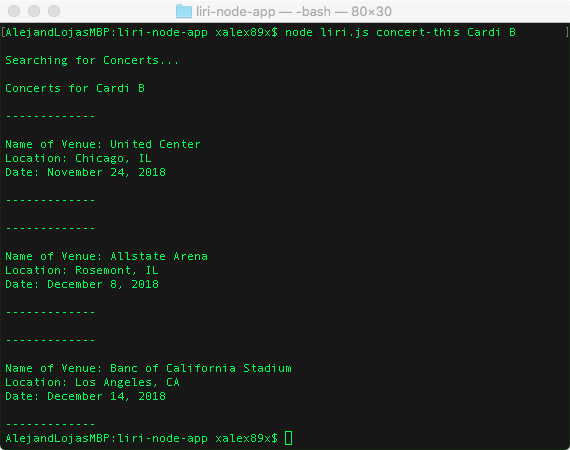 liri-node-app — -bash — 80×30
[AlejandLojasMBP:liri-node-app xalex89x$ node liri.js concert-this Cardi B ]
Searching for Concerts...
Concerts for Cardi B
-------------
Name of Venue: United Center
Location: Chicago, IL
Date: November 24, 2018
-------------
-------------
Name of Venue: Allstate Arena
Location: Rosemont, IL
Date: December 8, 2018
-------------
-------------
Name of Venue: Banc of California Stadium
Location: Los Angeles, CA
Date: December 14, 2018
-------------
AlejandLojasMBP:liri-node-app xalex89x$